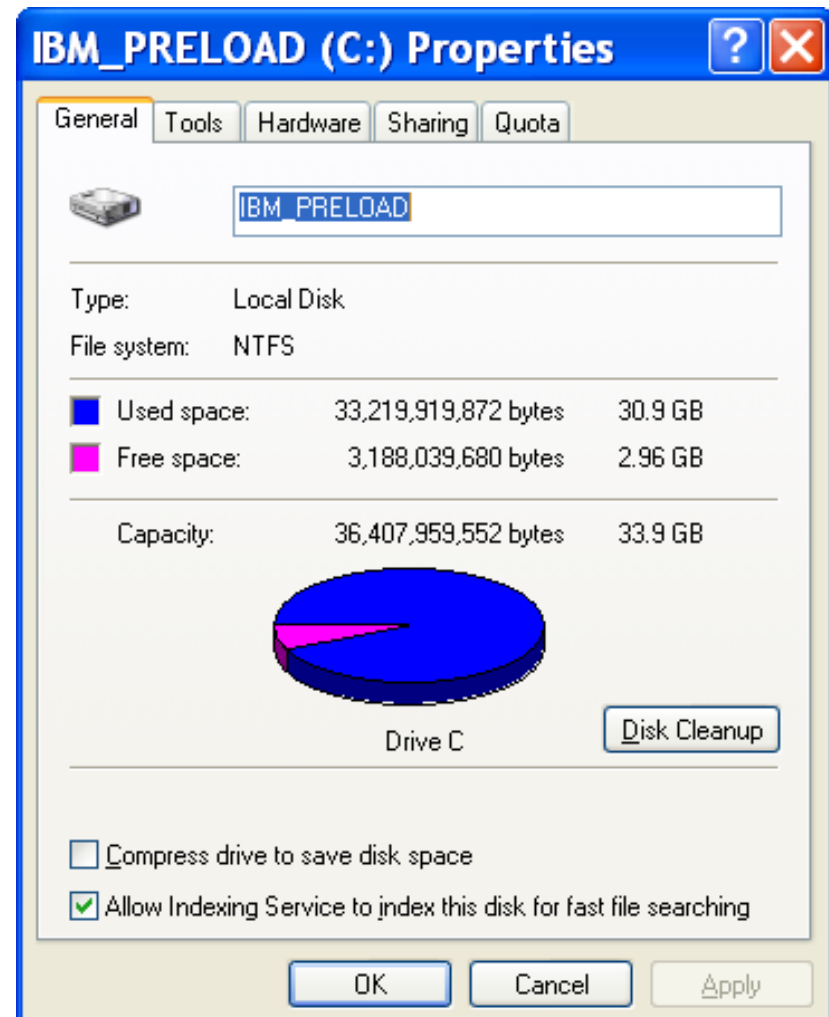 IBM_PRELOAD (C:) Properties ?
General Tools Hardware Sharing Quota
IBM_PRELOAD
Type: Local Disk
File system: NTFS
Used space: 33,219,919,872 bytes 30.9 GB
Free space: 3,188,039,680 bytes 2.96 GB
Capacity: 36,407,959,552 bytes 33.9 GB
Drive C
Disk Cleanup
Compress drive to save disk space
Allow Indexing Service to index this disk for fast file searching
OK Cancel Apply